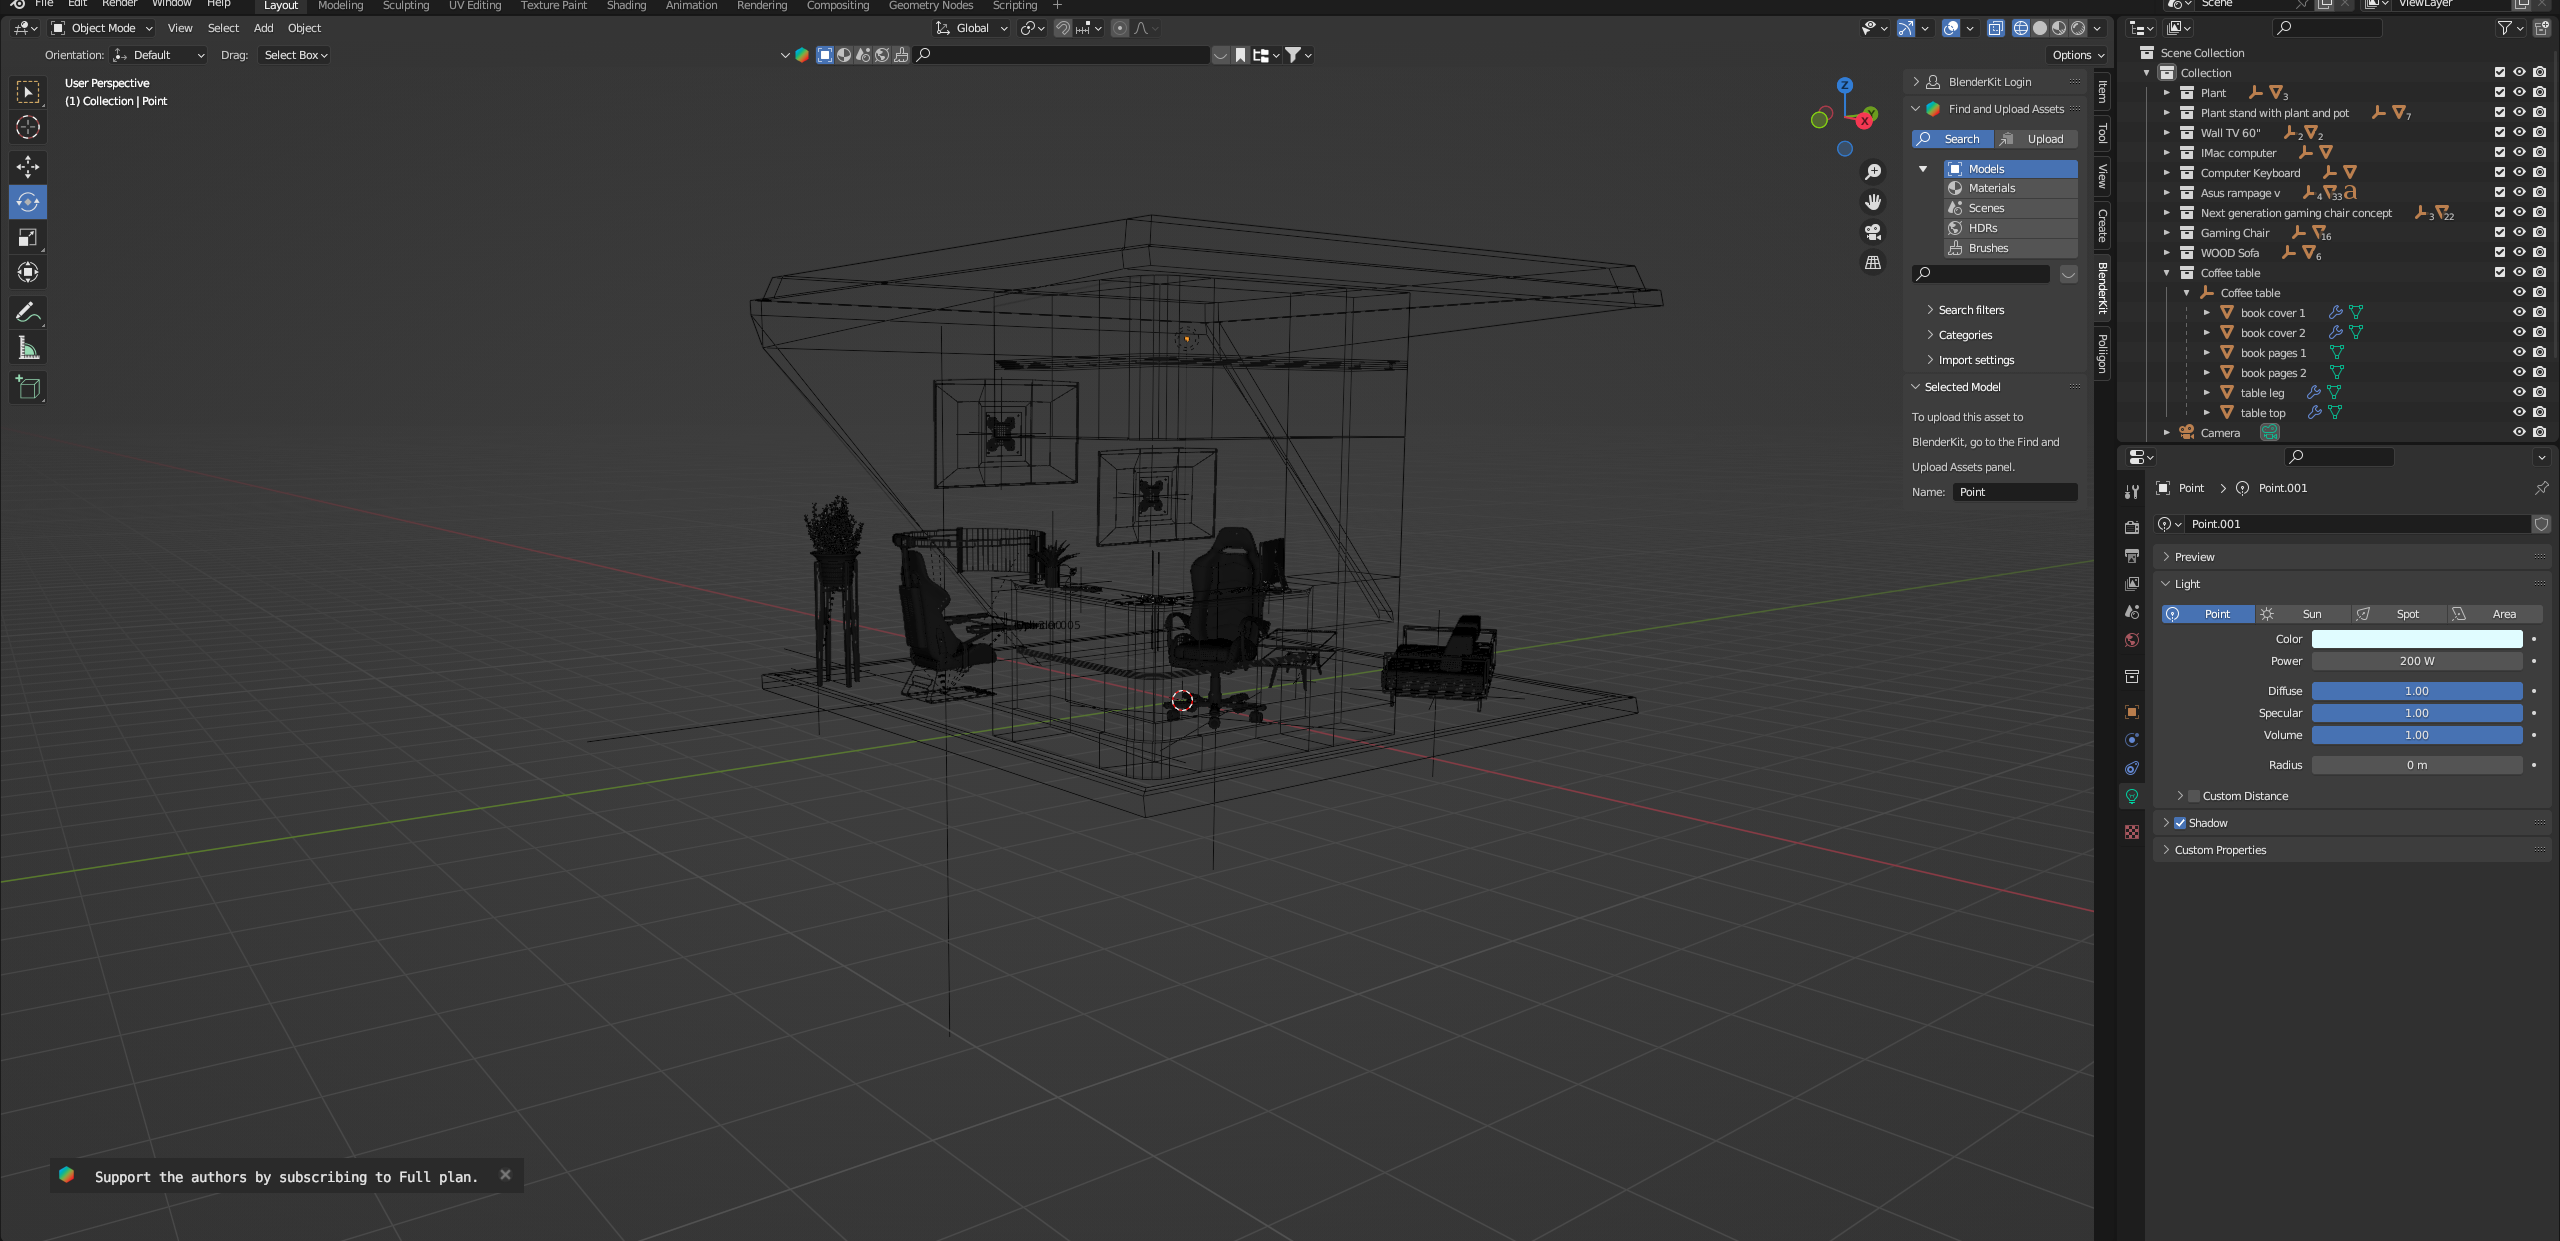 File Edit Render Window Help Layout Modeling Sculpting UV Editing Texture Paint Shading Animation Rendering Compositing Geometry Nodes Scripting + Scene ViewLayer
Object Mode View Select Add Object Global
Orientation: Default Drag: Select Box Options
User Perspective
(1) Collection | Point
Z
Y
X
BlenderKit Login
Find and Upload Assets
Search Upload
Models
Materials
Scenes
HDRs
Brushes
Search filters
Categories
Import settings
Selected Model
To upload this asset to
BlenderKit, go to the Find and
Upload Assets panel.
Name: Point
Item
Tool
View
Create
BlenderKit
Poliigon
Scene Collection
Collection
Plant 3
Plant stand with plant and pot 7
Wall TV 60" 2 2
IMac computer
Computer Keyboard
Asus rampage v 4 33 a
Next generation gaming chair concept 3 22
Gaming Chair 16
WOOD Sofa 6
Coffee table
Coffee table
book cover 1
book cover 2
book pages 1
book pages 2
table leg
table top
Camera
Point > Point.001
Point.001
Preview
Light
Point Sun Spot Area
Color
Power 200 W
Diffuse 1.00
Specular 1.00
Volume 1.00
Radius 0 m
Custom Distance
Shadow
Custom Properties
Support the authors by subscribing to Full plan.